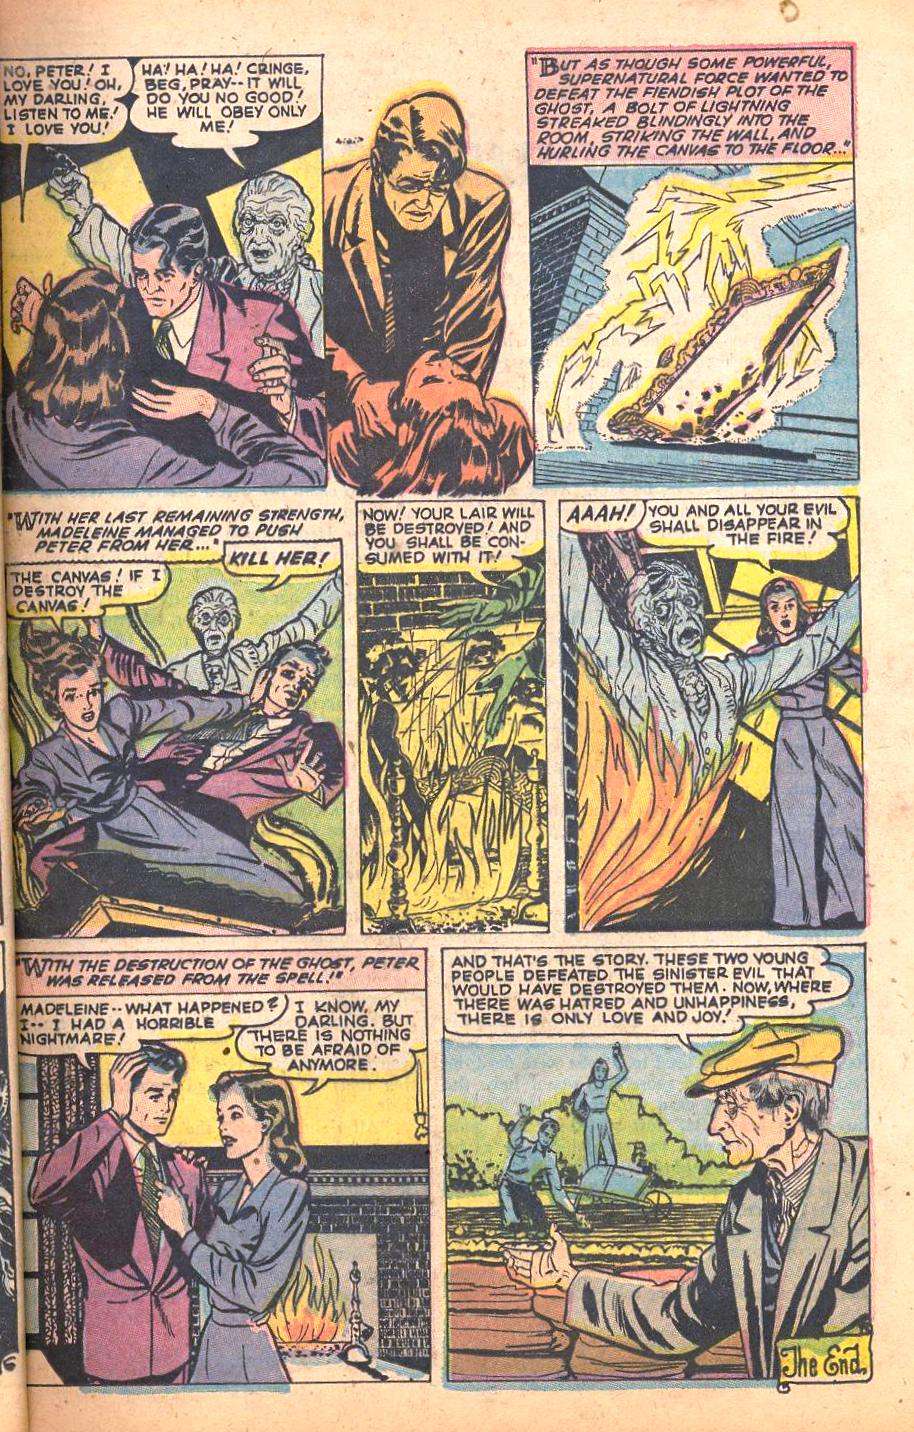 NO, PETER! I
LOVE YOU! OH,
MY DARLING,
LISTEN TO ME!
I LOVE YOU!
HA! HA! HA! CRINGE,
BEG, PRAY-- IT WILL
DO YOU NO GOOD!
HE WILL OBEY ONLY
ME!
"BUT AS THOUGH SOME POWERFUL,
SUPERNATURAL FORCE WANTED TO
DEFEAT THE FIENDISH PLOT OF THE
GHOST, A BOLT OF LIGHTNING
STREAKED BLINDINGLY INTO THE
ROOM, STRIKING THE WALL, AND
HURLING THE CANVAS TO THE FLOOR..."
"WITH HER LAST REMAINING STRENGTH,
MADELEINE MANAGED TO PUSH
PETER FROM HER..."
THE CANVAS! IF I
DESTROY THE
CANVAS!
KILL HER!
NOW! YOUR LAIR WILL
BE DESTROYED! AND
YOU SHALL BE CON-
SUMED WITH IT!
AAAH!
YOU AND ALL YOUR EVIL
SHALL DISAPPEAR IN
THE FIRE!
"WITH THE DESTRUCTION OF THE GHOST, PETER
WAS RELEASED FROM THE SPELL!"
MADELEINE-- WHAT HAPPENED?
I-- I HAD A HORRIBLE
NIGHTMARE!
I KNOW, MY
DARLING. BUT
THERE IS NOTHING
TO BE AFRAID OF
ANYMORE.
AND THAT'S THE STORY. THESE TWO YOUNG
PEOPLE DEFEATED THE SINISTER EVIL THAT
WOULD HAVE DESTROYED THEM. NOW, WHERE
THERE WAS HATRED AND UNHAPPINESS,
THERE IS ONLY LOVE AND JOY!
The End.